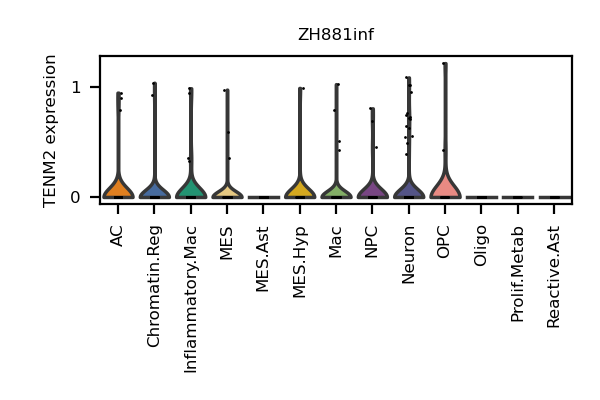 ZH881inf
TENM2 expression
1
0
AC
Chromatin.Reg
Inflammatory.Mac
MES
MES.Ast
MES.Hyp
Mac
NPC
Neuron
OPC
Oligo
Prolif.Metab
Reactive.Ast